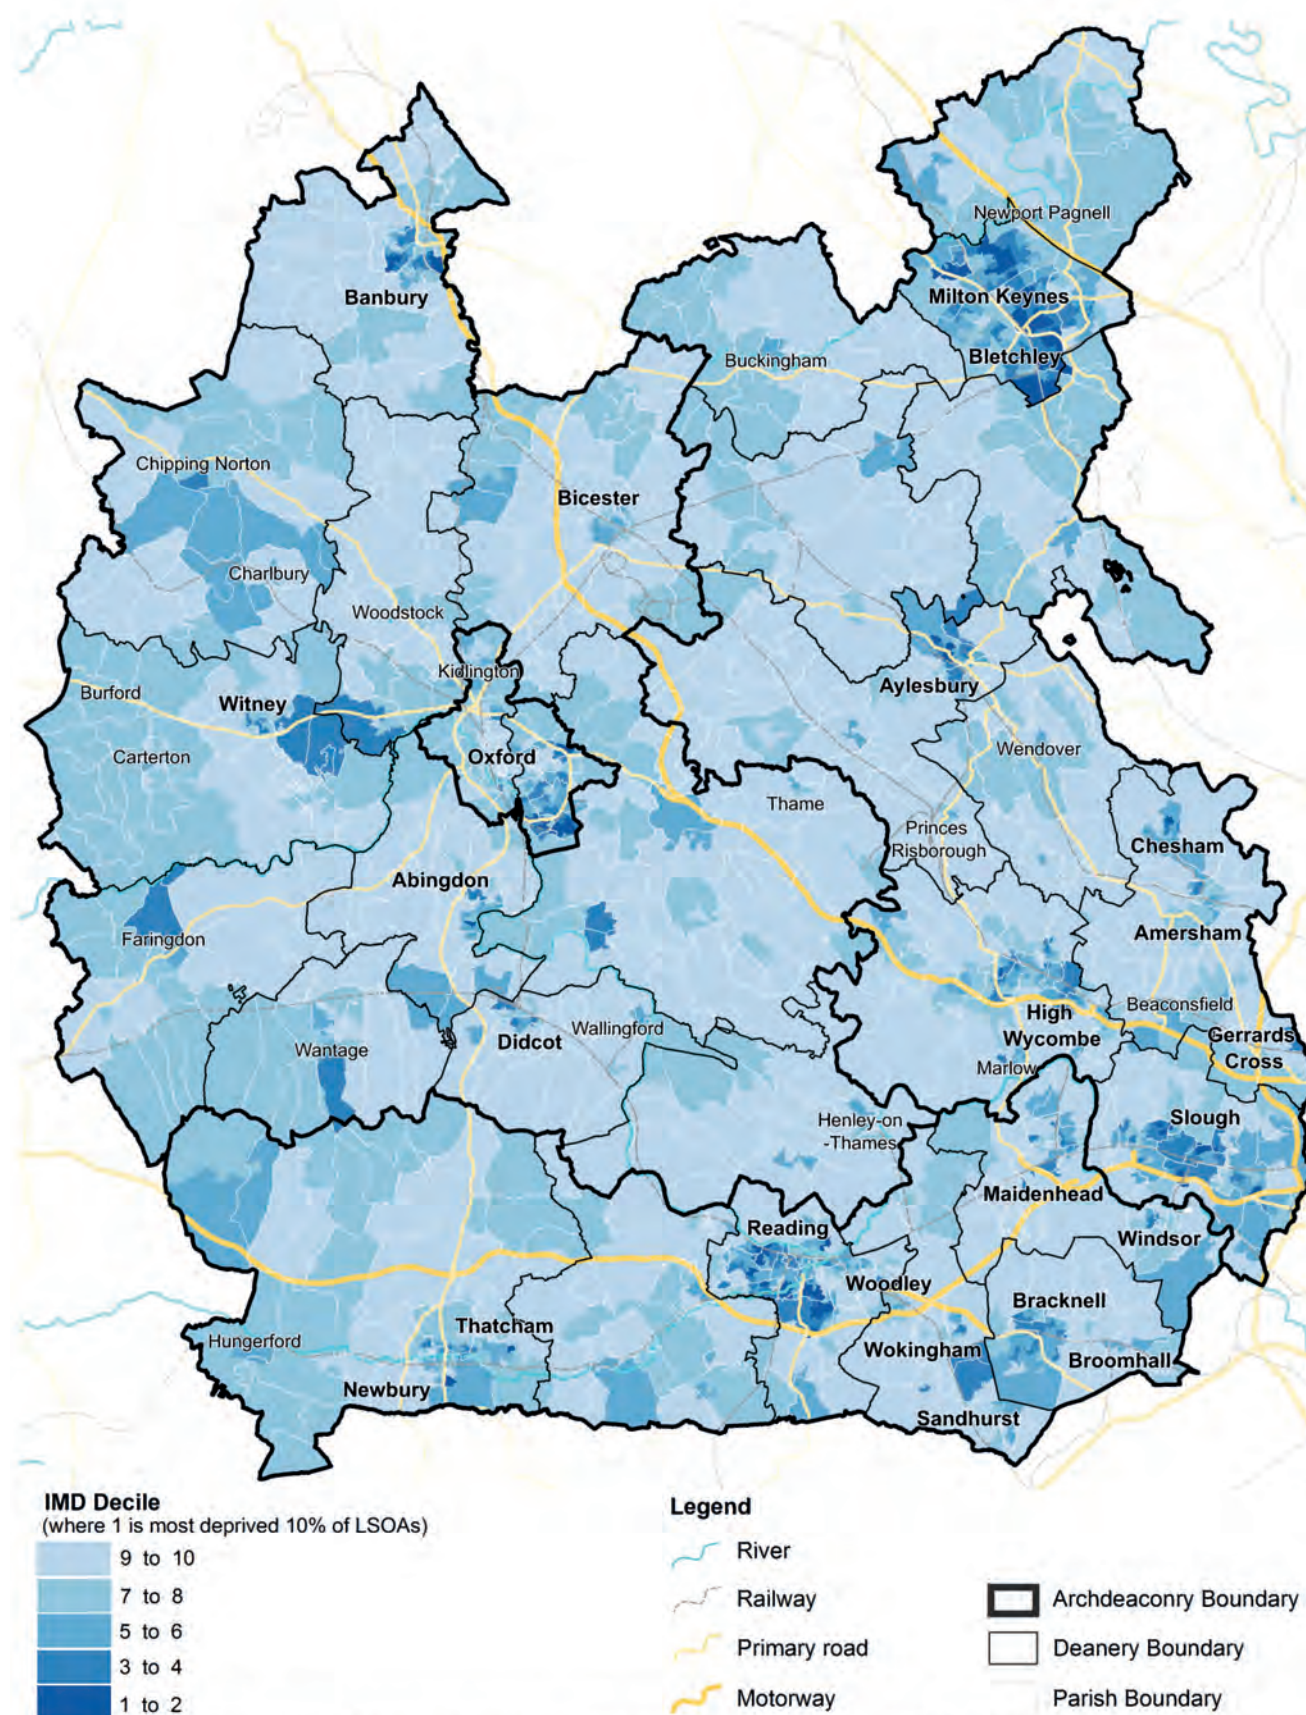 Newport Pagnell
Banbury
Milton Keynes
Bletchley
Buckingham
Chipping Norton
Bicester
Charlbury
Woodstock
Kidlington
Burford
Witney
Aylesbury
Carterton
Oxford
Wendover
Thame
Princes
Risborough
Chesham
Abingdon
Faringdon
Amersham
Beaconsfield
High
Wycombe
Gerrards
Cross
Didcot
Wallingford
Wantage
Marlow
Henley-on
-Thames
Slough
Maidenhead
Reading
Windsor
Woodley
Bracknell
Thatcham
Hungerford
Wokingham
Broomhall
Newbury
Sandhurst
IMD Decile
(where 1 is most deprived 10% of LSOAs)
9 to 10
7 to 8
5 to 6
3 to 4
1 to 2
Legend
River
Railway
Primary road
Motorway
Archdeaconry Boundary
Deanery Boundary
Parish Boundary